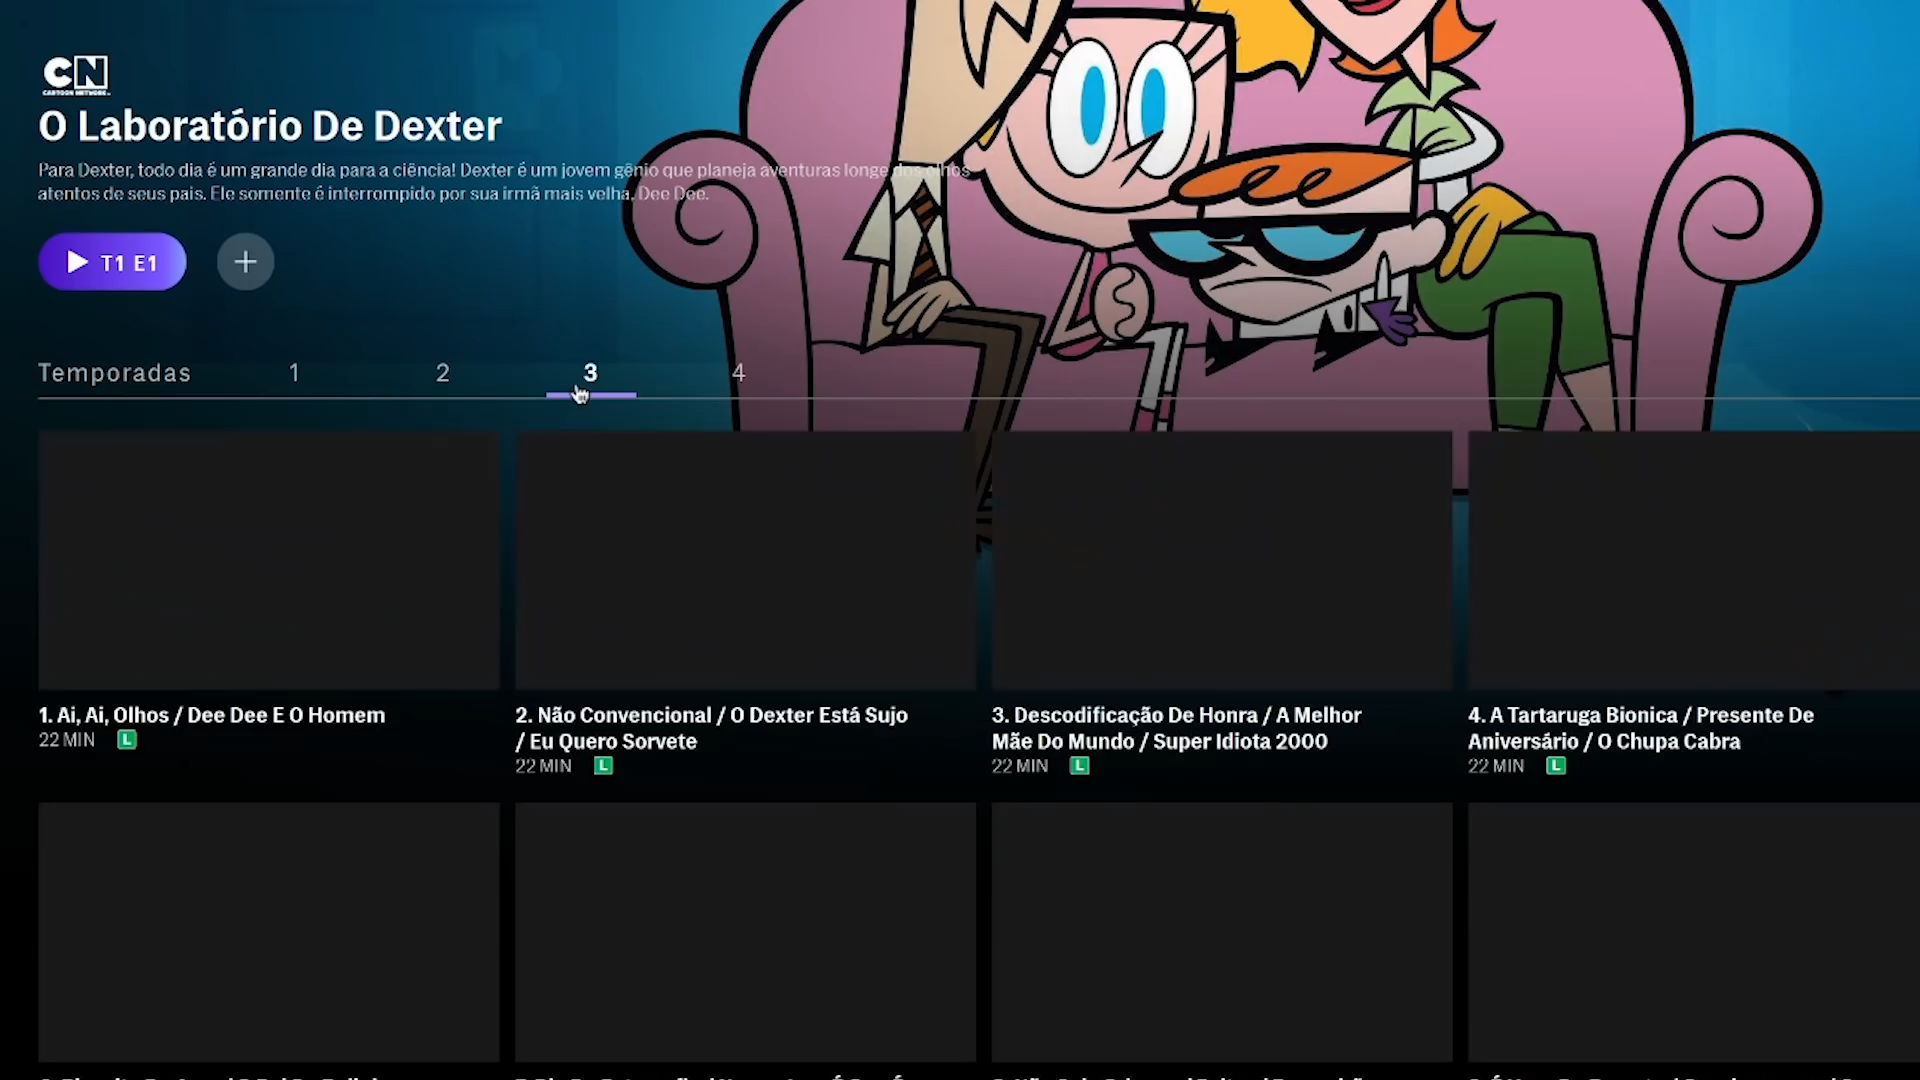 CN
CARTOON NETWORK
O Laboratório De Dexter
Para Dexter, todo dia é um grande dia para a ciência! Dexter é um jovem gênio que planeja aventuras longe dos olhos
atentos de seus pais. Ele somente é interrompido por sua irmã mais velha, Dee Dee.
T1 E1
Temporadas 1 2 3 4
1. Ai, Ai, Olhos / Dee Dee E O Homem
22 MIN L
2. Não Convencional / O Dexter Está Sujo
/ Eu Quero Sorvete
22 MIN L
3. Descodificação De Honra / A Melhor
Mãe Do Mundo / Super Idiota 2000
22 MIN L
4. A Tartaruga Bionica / Presente De
Aniversário / O Chupa Cabra
22 MIN L